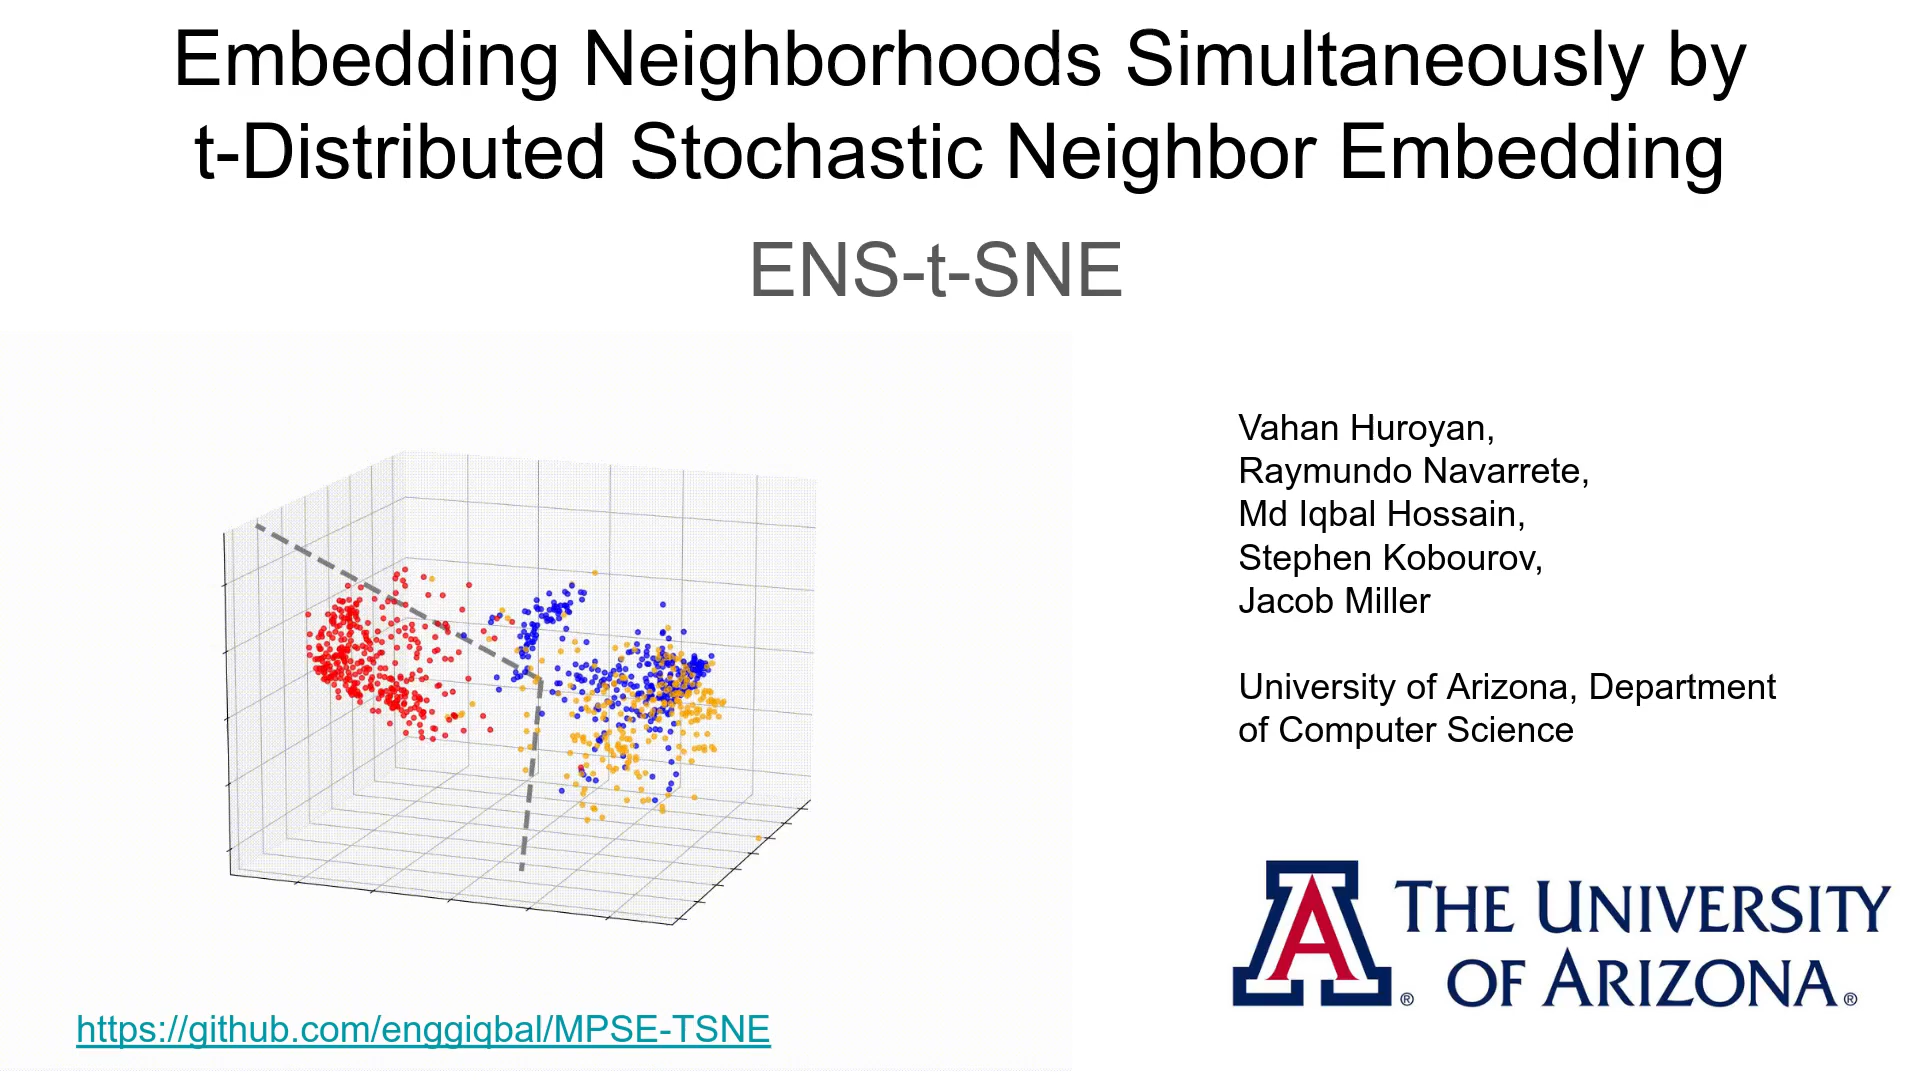 Embedding Neighborhoods Simultaneously by
t-Distributed Stochastic Neighbor Embedding
ENS-t-SNE
Vahan Huroyan,
Raymundo Navarrete,
Md Iqbal Hossain,
Stephen Kobourov,
Jacob Miller
University of Arizona, Department
of Computer Science
A ® THE UNIVERSITY
OF ARIZONA®
https://github.com/enggiqbal/MPSE-TSNE